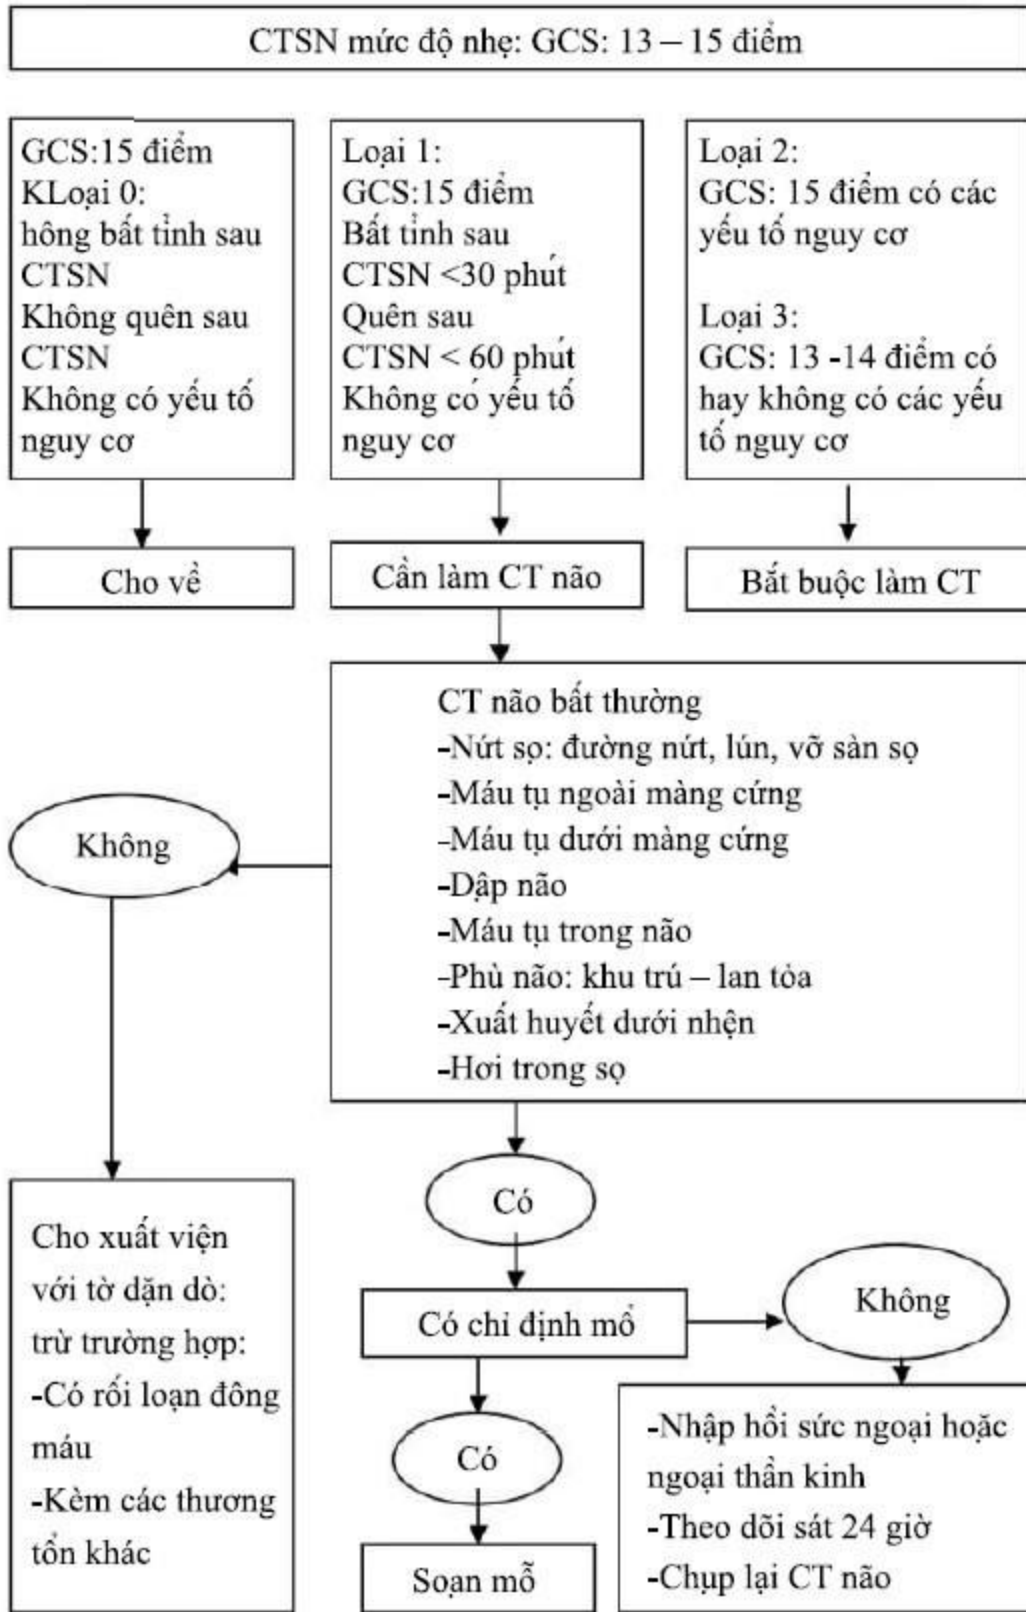 CTSN mức độ nhẹ: GCS: 13 – 15 điểm
GCS:15 điểm
KLoại 0:
hông bất tỉnh sau
CTSN
Không quên sau
CTSN
Không có yếu tố
nguy cơ
Loại 1:
GCS:15 điểm
Bất tỉnh sau
CTSN <30 phút
Quên sau
CTSN < 60 phút
Không có yếu tố
nguy cơ
Loại 2:
GCS: 15 điểm có các
yếu tố nguy cơ
Loại 3:
GCS: 13 -14 điểm có
hay không có các yếu
tố nguy cơ
Cho về
Cần làm CT não
Bắt buộc làm CT
CT não bất thường
-Nứt sọ: đường nứt, lún, vỡ sàn sọ
-Máu tụ ngoài màng cứng
-Máu tụ dưới màng cứng
-Dập não
-Máu tụ trong não
-Phù não: khu trú – lan tỏa
-Xuất huyết dưới nhện
-Hơi trong sọ
Không
Cho xuất viện
với tờ dặn dò:
trừ trường hợp:
-Có rối loạn đông
máu
-Kèm các thương
tổn khác
Có
Có chỉ định mổ
Không
Có
Soạn mỗ
-Nhập hồi sức ngoại hoặc
ngoại thần kinh
-Theo dõi sát 24 giờ
-Chụp lại CT não